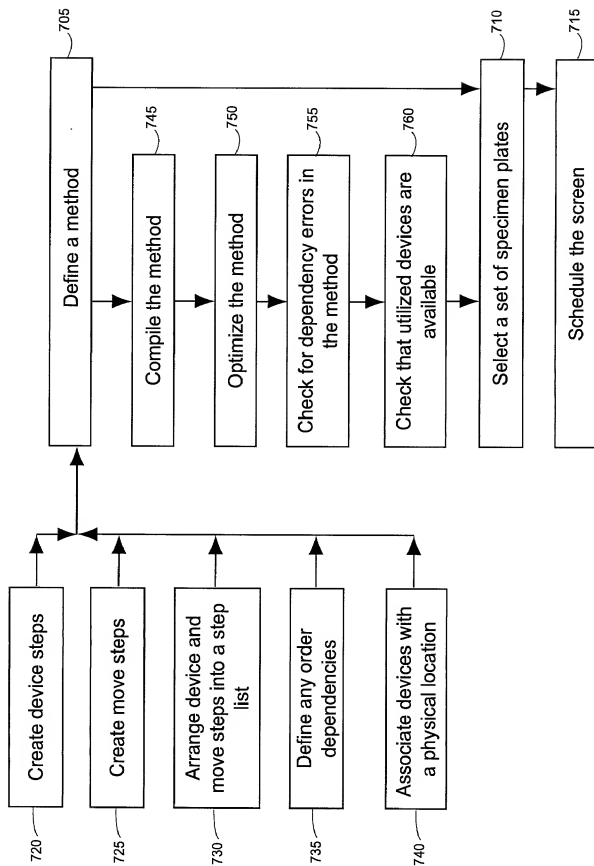 Define a method
705
Compile the method
745
Optimize the method
750
Check for dependency errors in
the method
755
Check that utilized devices are
available
760
Select a set of specimen plates
710
Schedule the screen
715
Create device steps
720
Create move steps
725
Arrange device and
move steps into a step
list
730
Define any order
dependencies
735
Associate devices with
a physical location
740